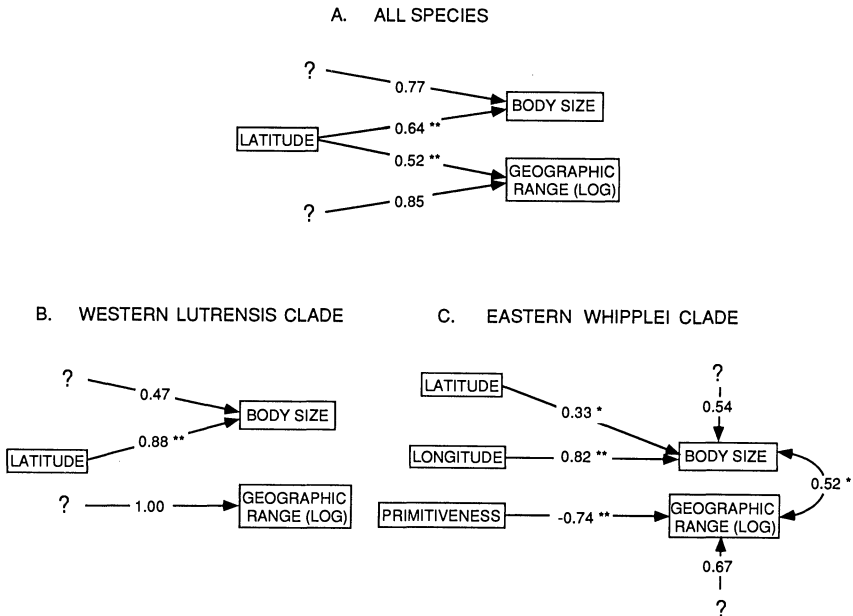 A. ALL SPECIES
?
0.77
BODY SIZE
0.64 **
LATITUDE
0.52 **
GEOGRAPHIC
RANGE (LOG)
0.85
?
B. WESTERN LUTRENSIS CLADE
?
0.47
BODY SIZE
0.88 **
LATITUDE
?
1.00
GEOGRAPHIC
RANGE (LOG)
C. EASTERN WHIPPLEI CLADE
LATITUDE
?
0.33 *
0.54
LONGITUDE
0.82 **
BODY SIZE
0.52 *
PRIMITIVENESS
-0.74 **
GEOGRAPHIC
RANGE (LOG)
0.67
?